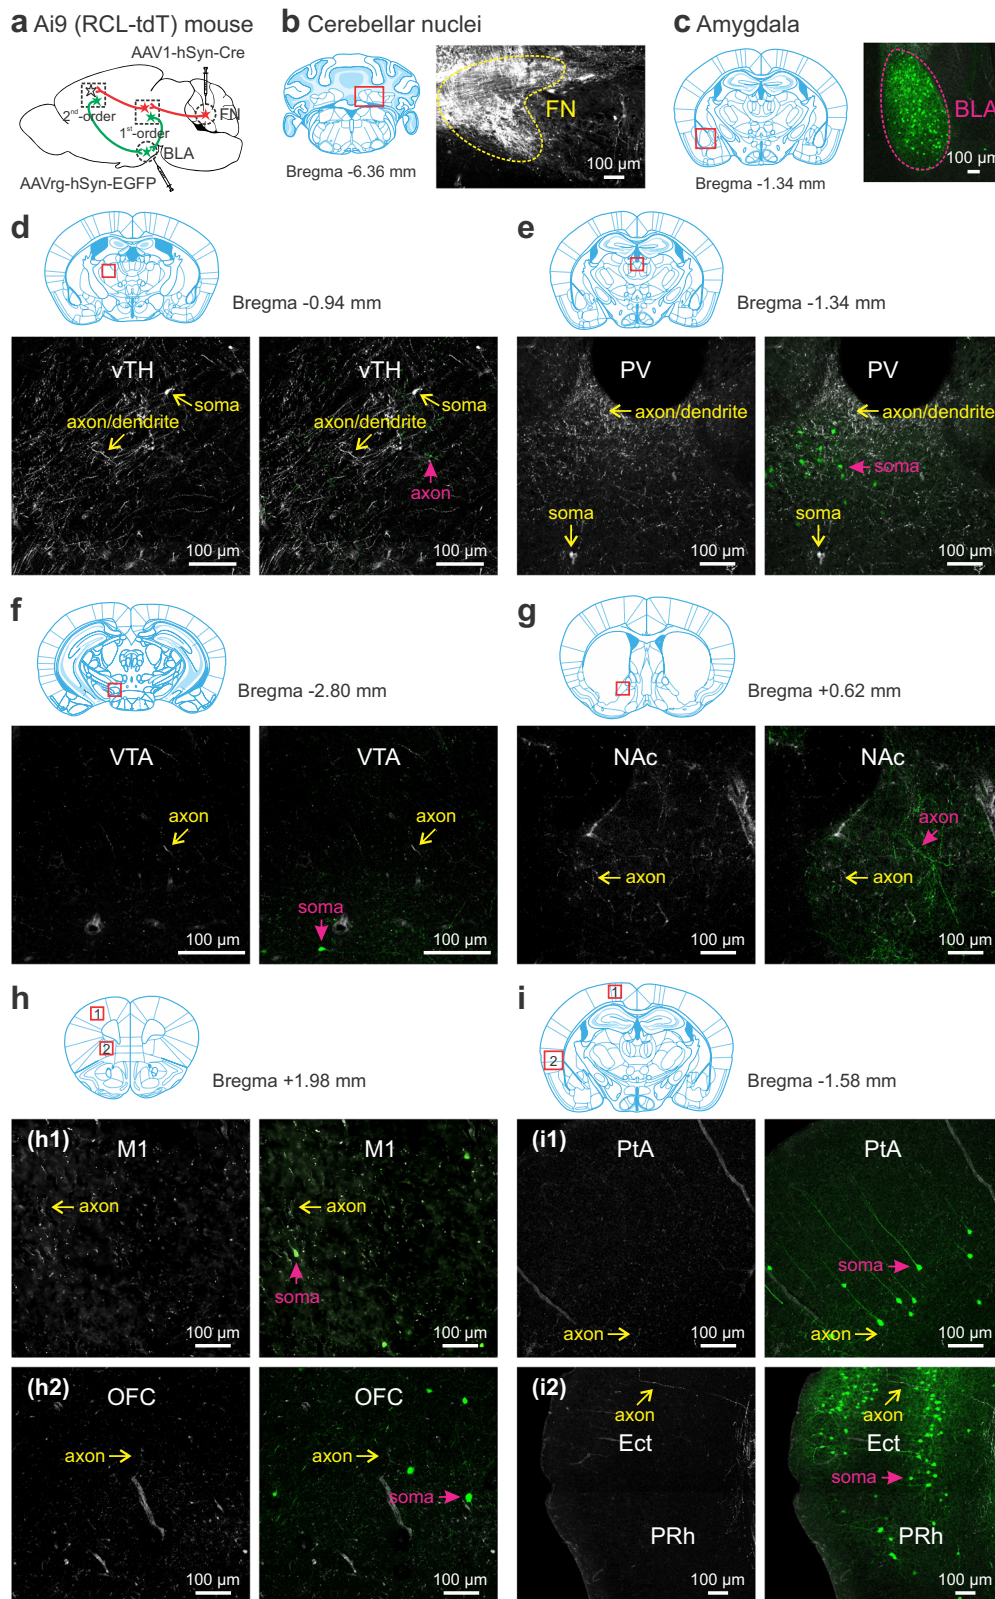 a Ai9 (RCL-tdT) mouse
AAV1-hSyn-Cre
2nd-order
1st-order
FN
BLA
AAVrg-hSyn-EGFP
b Cerebellar nuclei
Bregma -6.36 mm
FN
100 µm
c Amygdala
Bregma -1.34 mm
BLA
100 µm
d
Bregma -0.94 mm
vTH
soma
axon/dendrite
100 µm
vTH
soma
axon/dendrite
axon
100 µm
e
Bregma -1.34 mm
PV
axon/dendrite
soma
100 µm
PV
axon/dendrite
soma
soma
100 µm
f
Bregma -2.80 mm
VTA
axon
100 µm
VTA
axon
soma
100 µm
g
Bregma +0.62 mm
NAc
axon
100 µm
NAc
axon
axon
100 µm
h
1
2
Bregma +1.98 mm
(h1)
M1
axon
100 µm
M1
axon
soma
100 µm
(h2)
OFC
axon
100 µm
OFC
axon
soma
100 µm
i
1
2
Bregma -1.58 mm
(i1)
PtA
axon
100 µm
PtA
soma
axon
100 µm
(i2)
axon
Ect
PRh
100 µm
axon
Ect
soma
PRh
100 µm